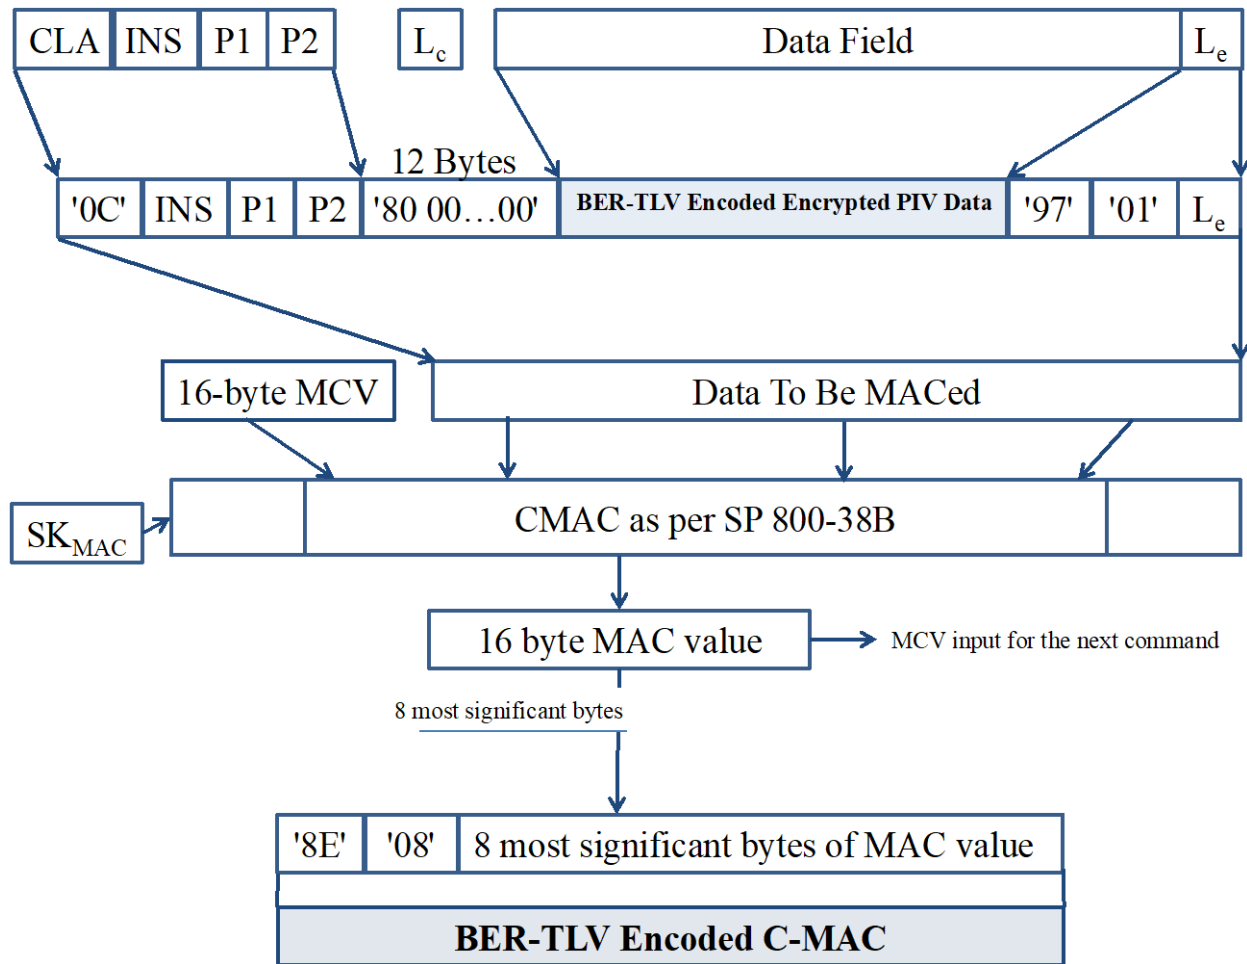 CLA INS P1 P2 Lc Data Field Le
12 Bytes
'0C' INS P1 P2 '80 00...00' BER-TLV Encoded Encrypted PIV Data '97' '01' Le
16-byte MCV Data To Be MACed
SKMAC CMAC as per SP 800-38B
16 byte MAC value MCV input for the next command
8 most significant bytes
'8E' '08' 8 most significant bytes of MAC value
BER-TLV Encoded C-MAC